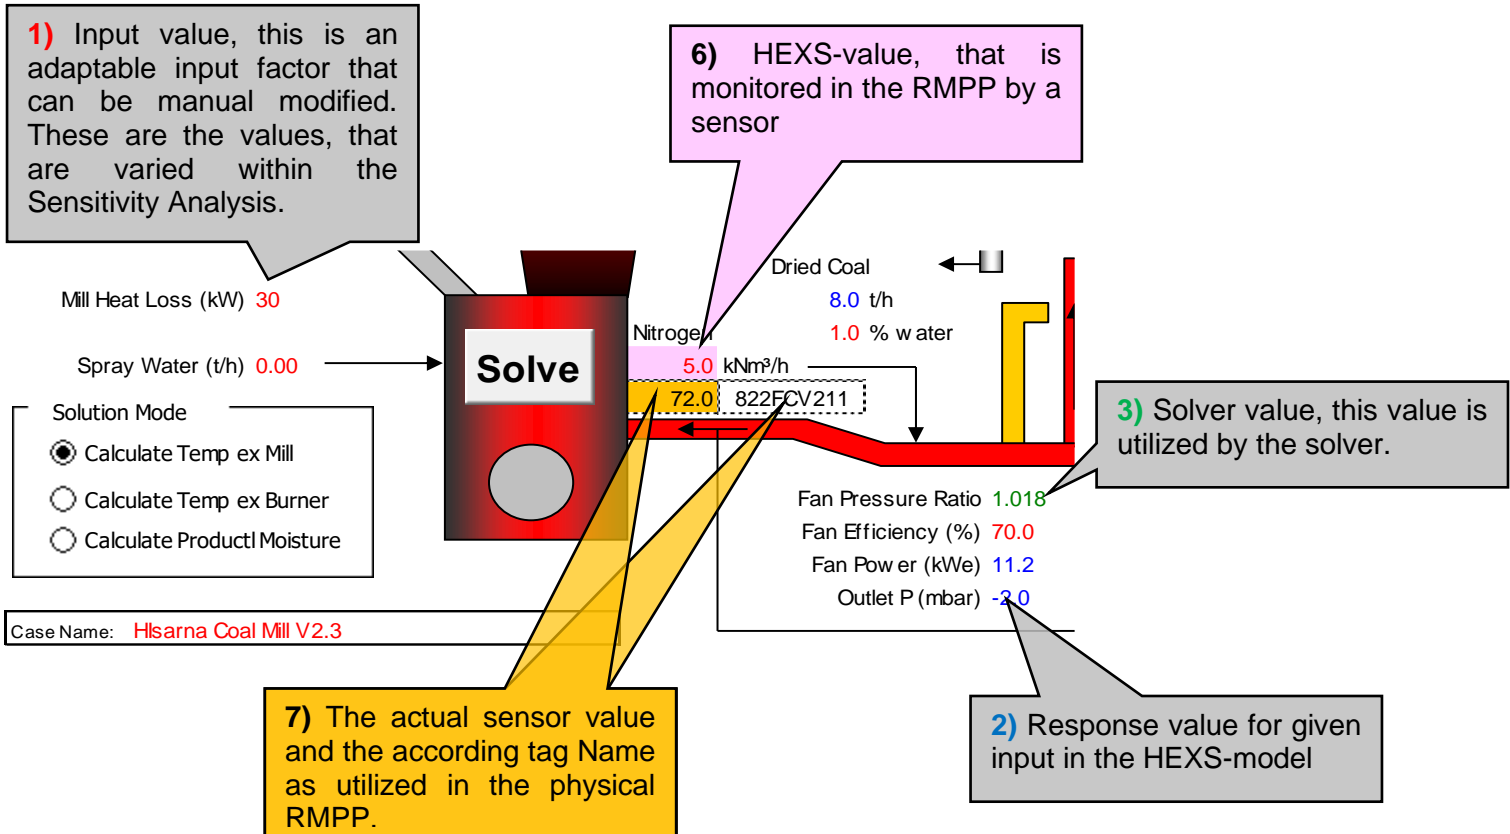 1) Input value, this is an
adaptable input factor that
can be manual modified.
These are the values, that
are varied within the
Sensitivity Analysis.
6) HEXS-value, that is
monitored in the RMPP by a
sensor
Mill Heat Loss (kW) 30
Spray Water (t/h) 0.00
Solution Mode
Calculate Temp ex Mill
Calculate Temp ex Burner
Calculate Productl Moisture
Solve
Dried Coal
8.0 t/h
1.0 % water
Nitrogen
5.0 kNm³/h
72.0 822FCV211
3) Solver value, this value is
utilized by the solver.
Fan Pressure Ratio 1.018
Fan Efficiency (%) 70.0
Fan Power (kWe) 11.2
Outlet P (mbar) -2.0
Case Name: HIsarna Coal Mill V2.3
7) The actual sensor value
and the according tag Name
as utilized in the physical
RMPP.
2) Response value for given
input in the HEXS-model